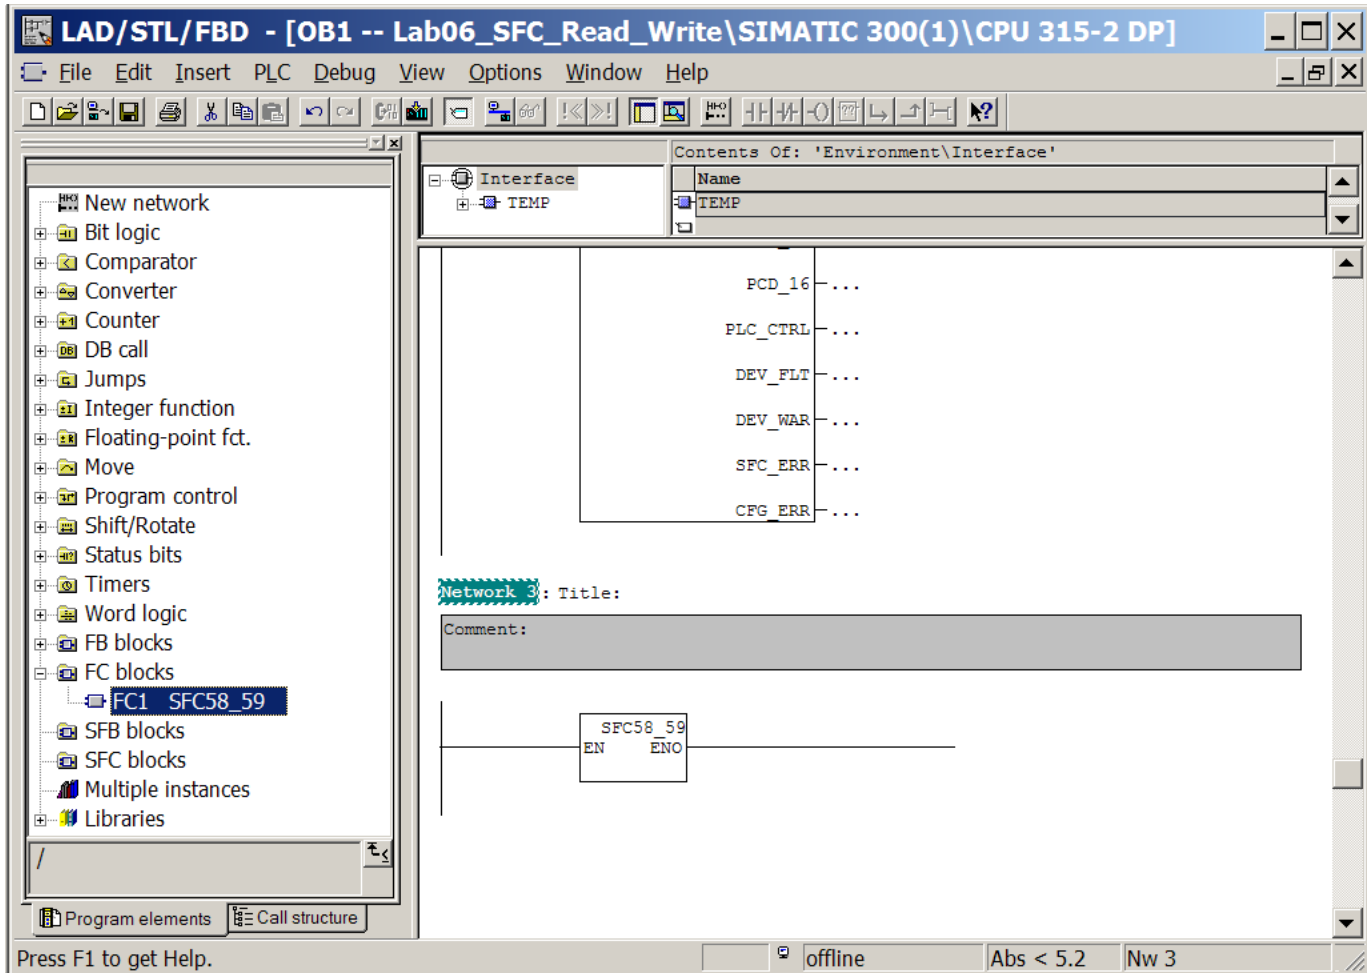 LAD/STL/FBD - [OB1 -- Lab06_SFC_Read_Write\SIMATIC 300(1)\CPU 315-2 DP]
File Edit Insert PLC Debug View Options Window Help
New network
Bit logic
Comparator
Converter
Counter
DB call
Jumps
Integer function
Floating-point fct.
Move
Program control
Shift/Rotate
Status bits
Timers
Word logic
FB blocks
FC blocks
FC1 SFC58_59
SFB blocks
SFC blocks
Multiple instances
Libraries
/
Program elements Call structure
Contents Of: 'Environment\Interface'
Interface
TEMP
Name
TEMP
PCD_16 ...
PLC_CTRL ...
DEV_FLT ...
DEV_WAR ...
SFC_ERR ...
CFG_ERR ...
Network 3: Title:
Comment:
SFC58_59
EN ENO
Press F1 to get Help. offline Abs < 5.2 Nw 3